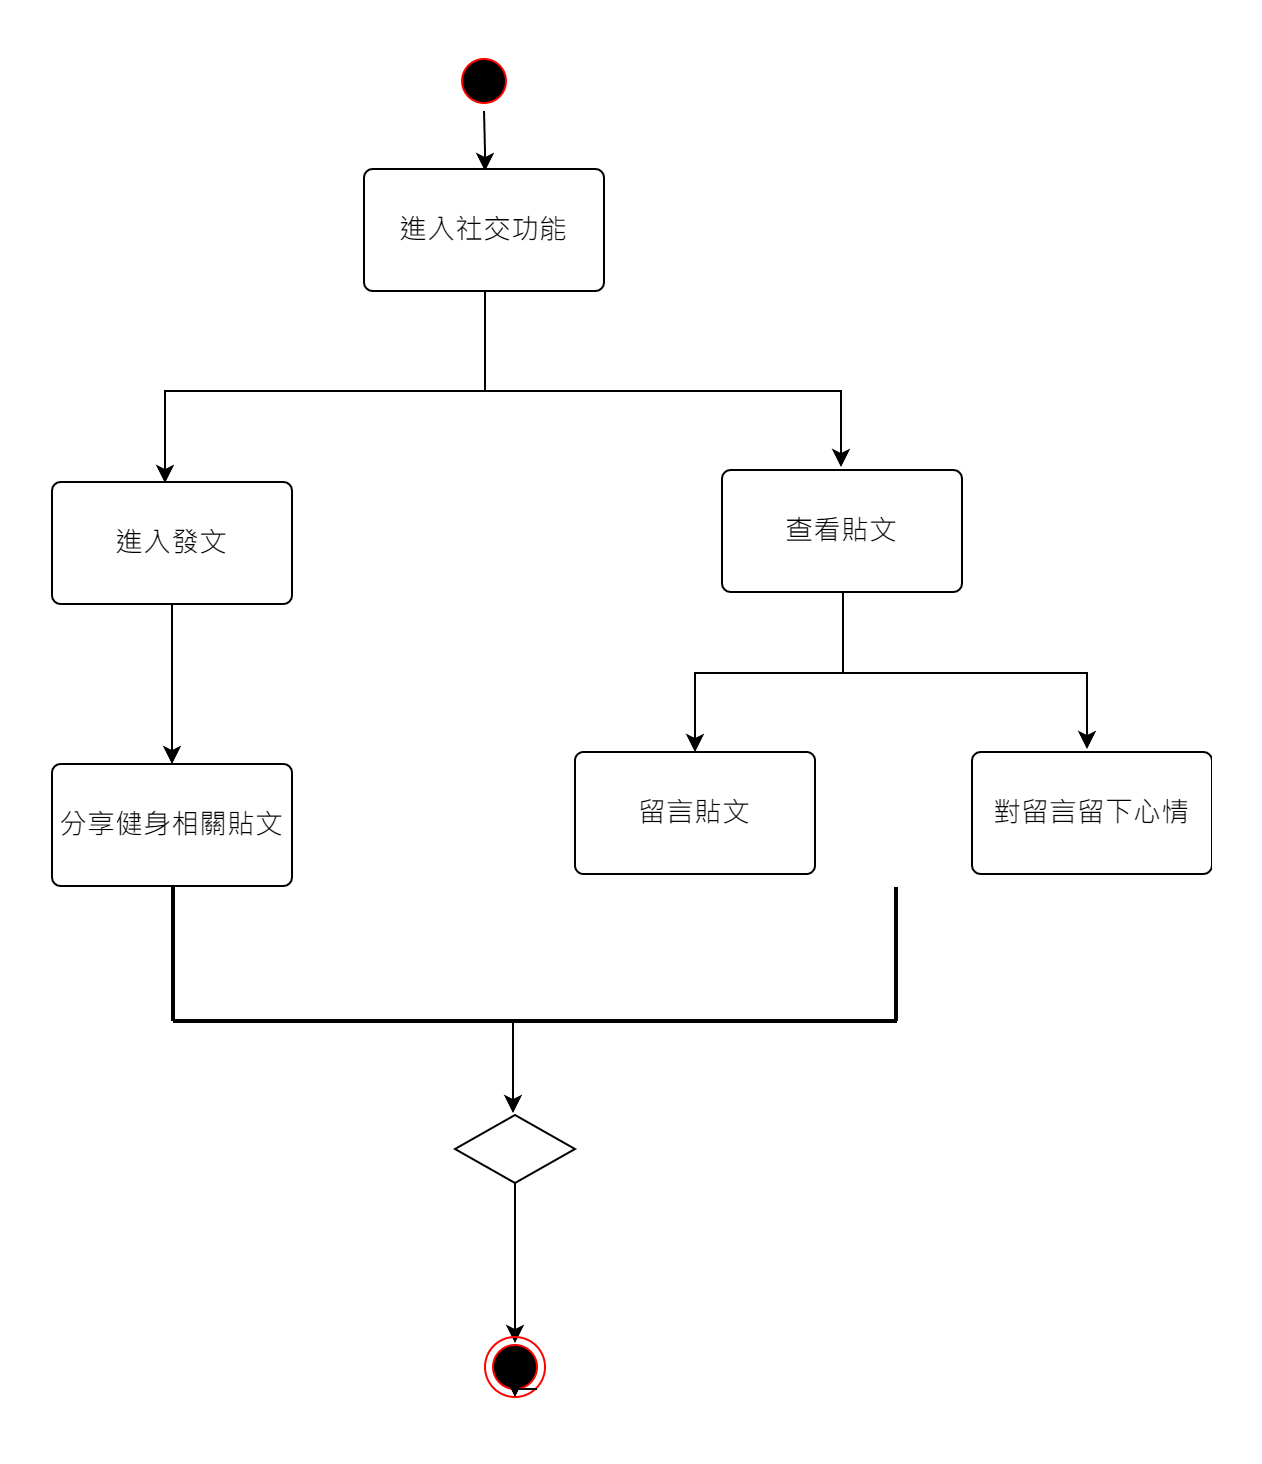 進入社交功能
進入發文
查看貼文
分享健身相關貼文
留言貼文
對留言留下心情